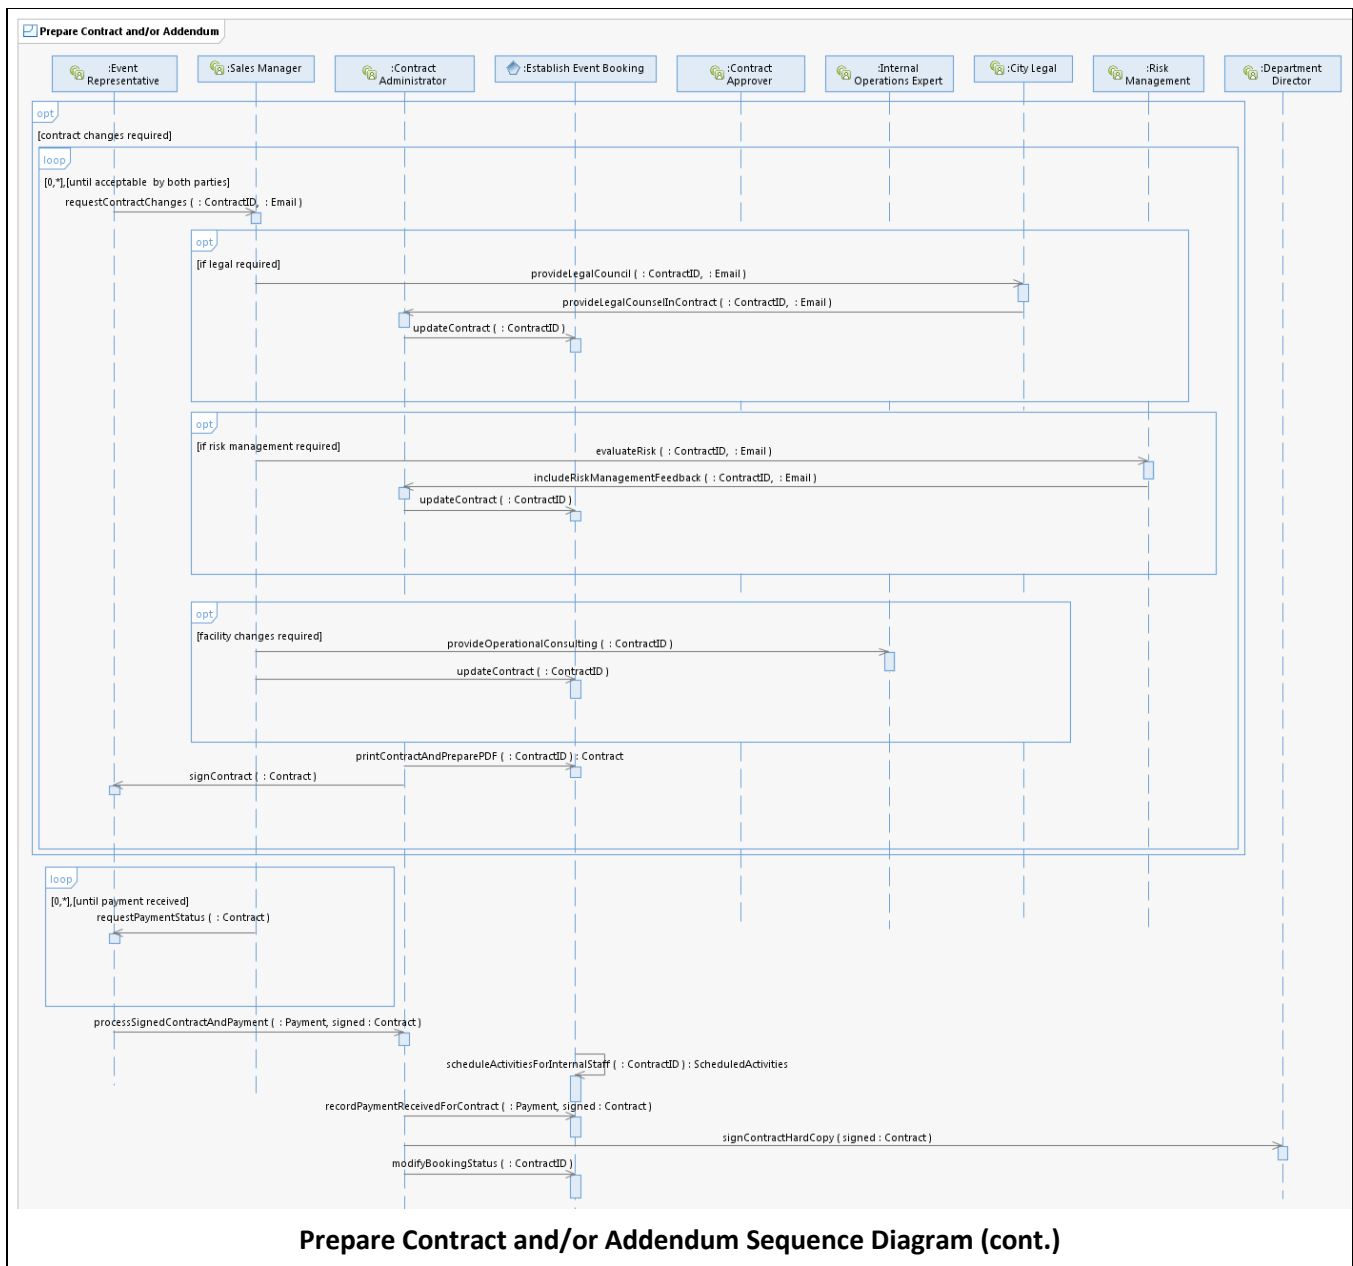 Prepare Contract and/or Addendum
:Event
Representative
:Sales Manager
:Contract
Administrator
:Establish Event Booking
:Contract
Approver
:Internal
Operations Expert
:City Legal
:Risk
Management
:Department
Director
opt
[contract changes required]
loop
[0,*],[until acceptable  by both parties]
requestContractChanges ( : ContractID, : Email )
opt
[if legal required]
provideLegalCouncil ( : ContractID, : Email )
provideLegalCounselInContract ( : ContractID, : Email )
updateContract ( : ContractID )
opt
[if risk management required]
evaluateRisk ( : ContractID, : Email )
includeRiskManagementFeedback ( : ContractID, : Email )
updateContract ( : ContractID )
opt
[facility changes required]
provideOperationalConsulting ( : ContractID )
updateContract ( : ContractID )
printContractAndPreparePDF ( : ContractID ) : Contract
signContract ( : Contract )
loop
[0,*],[until payment received]
requestPaymentStatus ( : Contract )
processSignedContractAndPayment ( : Payment, signed : Contract )
scheduleActivitiesForInternalStaff ( : ContractID ) : ScheduledActivities
recordPaymentReceivedForContract ( : Payment, signed : Contract )
signContractHardCopy ( signed : Contract )
modifyBookingStatus ( : ContractID )
Prepare Contract and/or Addendum Sequence Diagram (cont.)